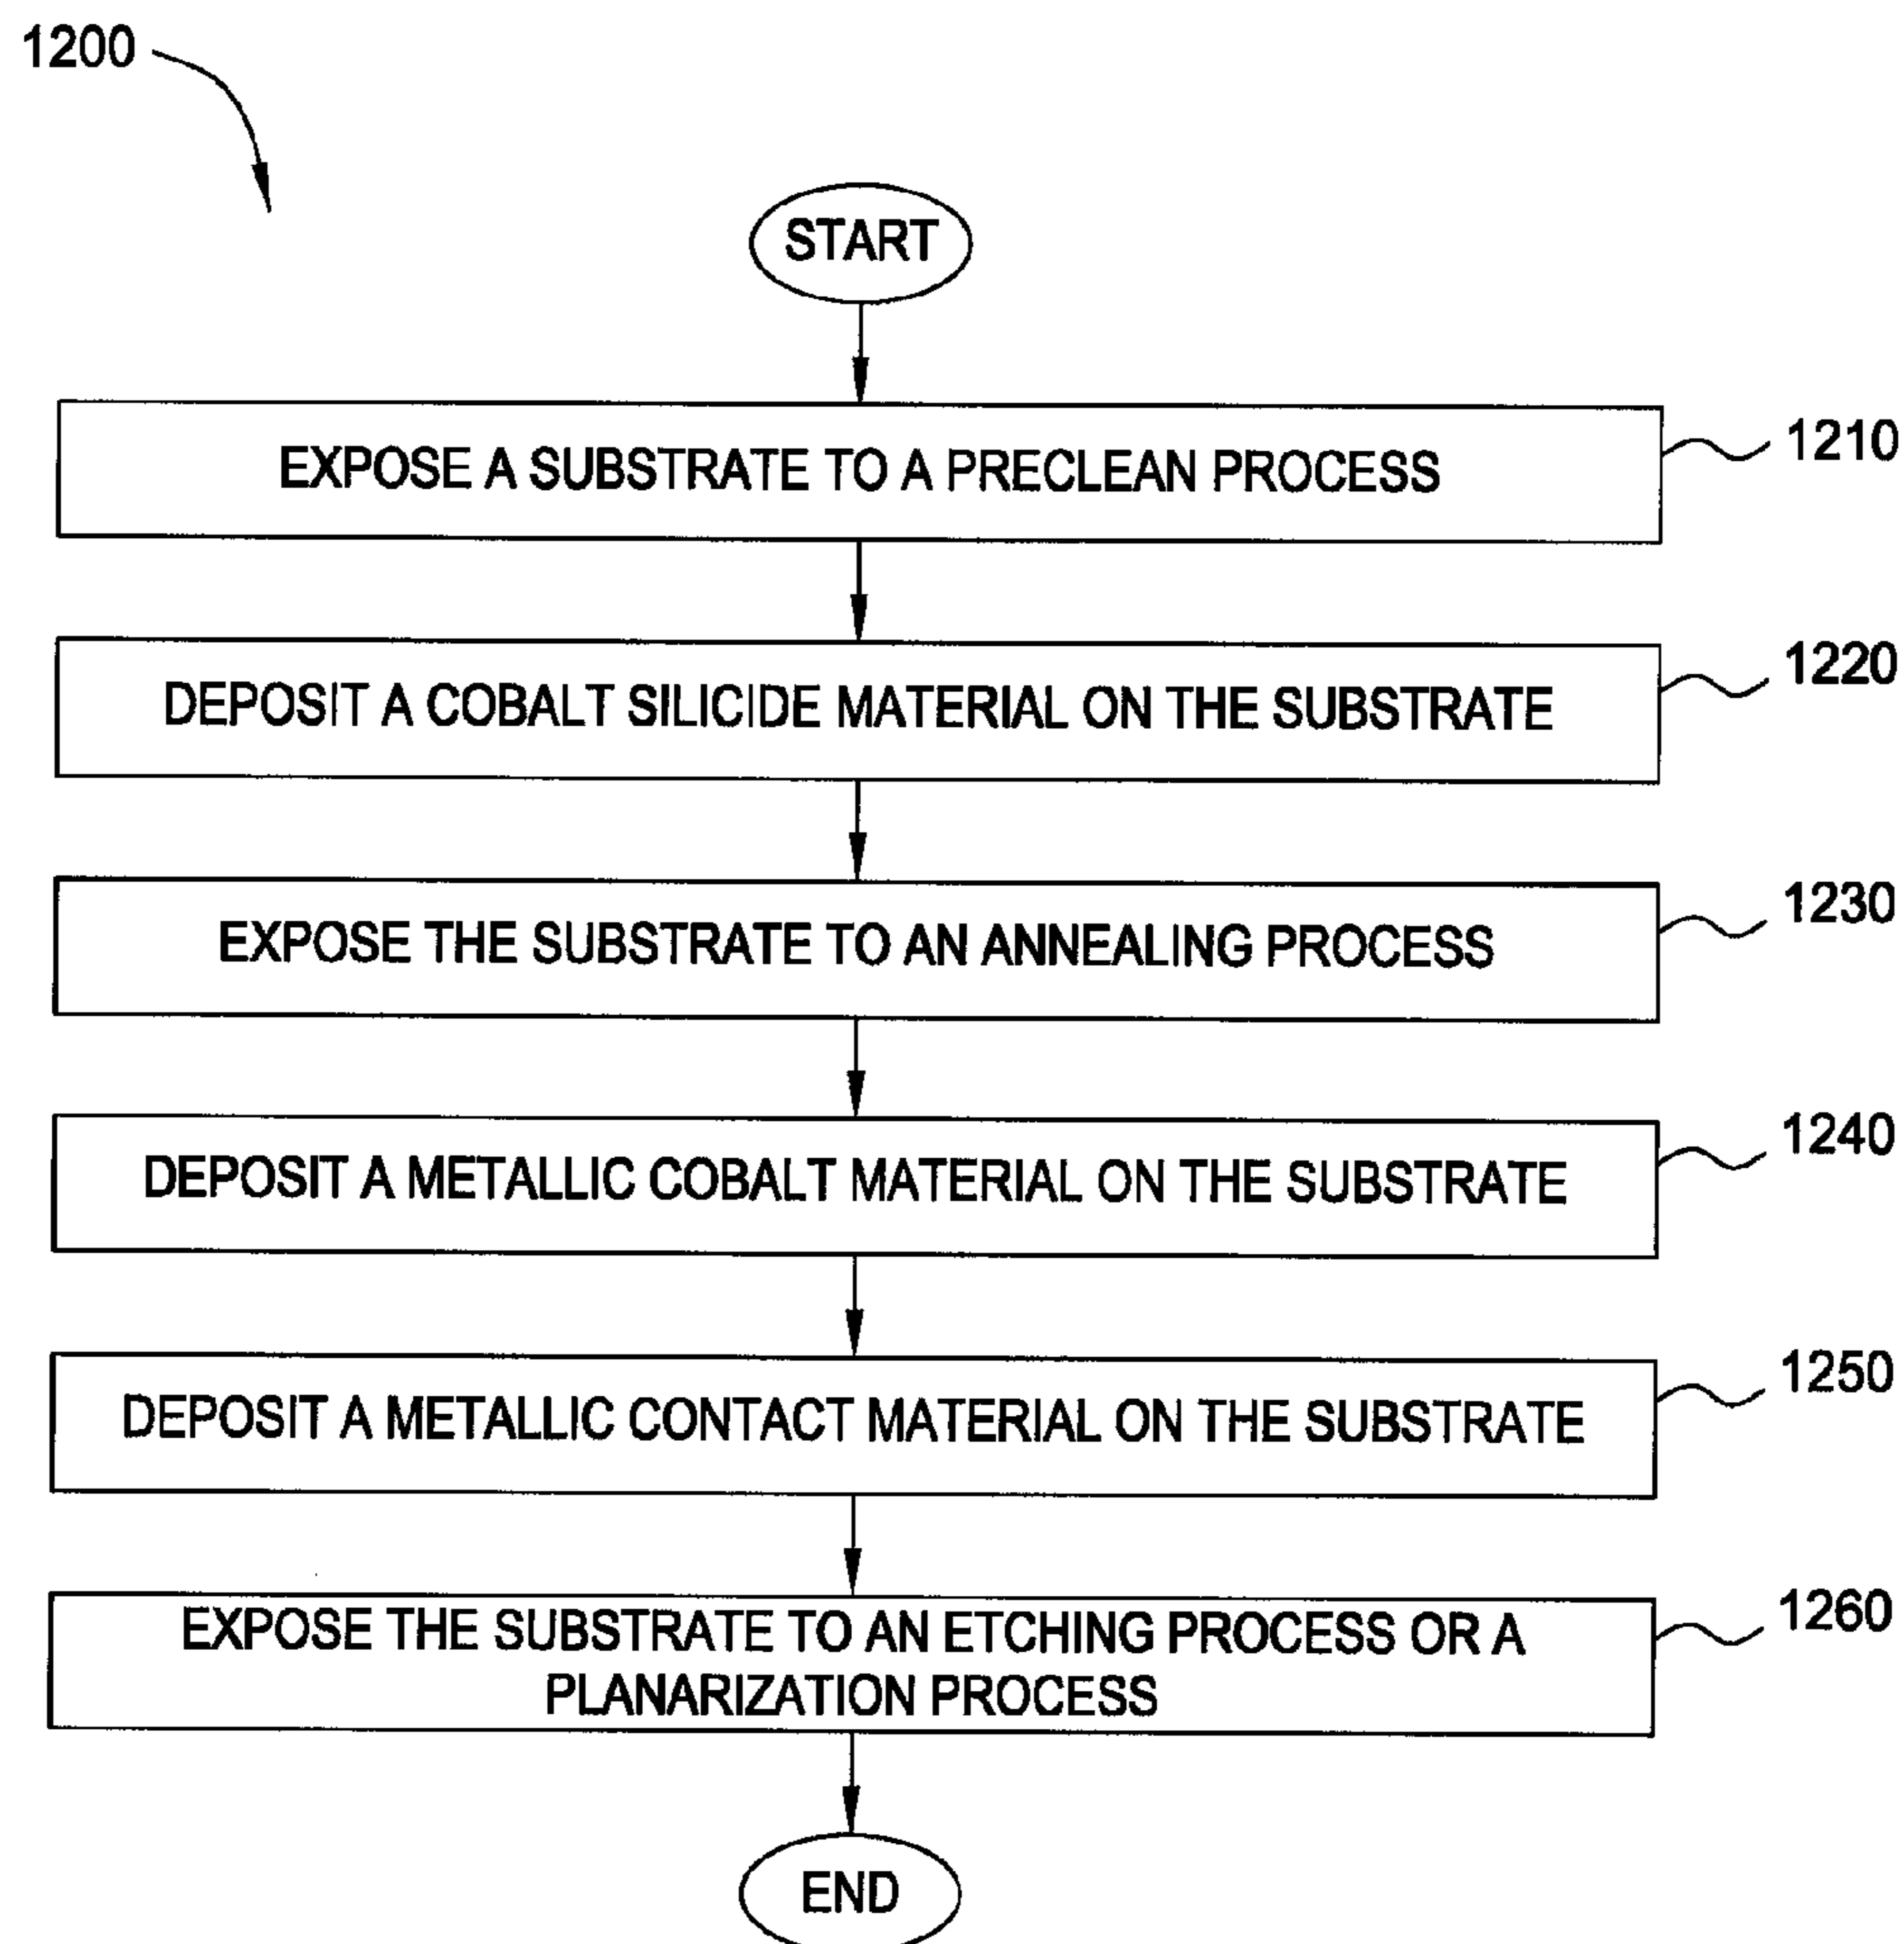 1200
START
EXPOSE A SUBSTRATE TO A PRECLEAN PROCESS
1210
DEPOSIT A COBALT SILICIDE MATERIAL ON THE SUBSTRATE
1220
EXPOSE THE SUBSTRATE TO AN ANNEALING PROCESS
1230
DEPOSIT A METALLIC COBALT MATERIAL ON THE SUBSTRATE
1240
DEPOSIT A METALLIC CONTACT MATERIAL ON THE SUBSTRATE
1250
EXPOSE THE SUBSTRATE TO AN ETCHING PROCESS OR A
PLANARIZATION PROCESS
1260
END